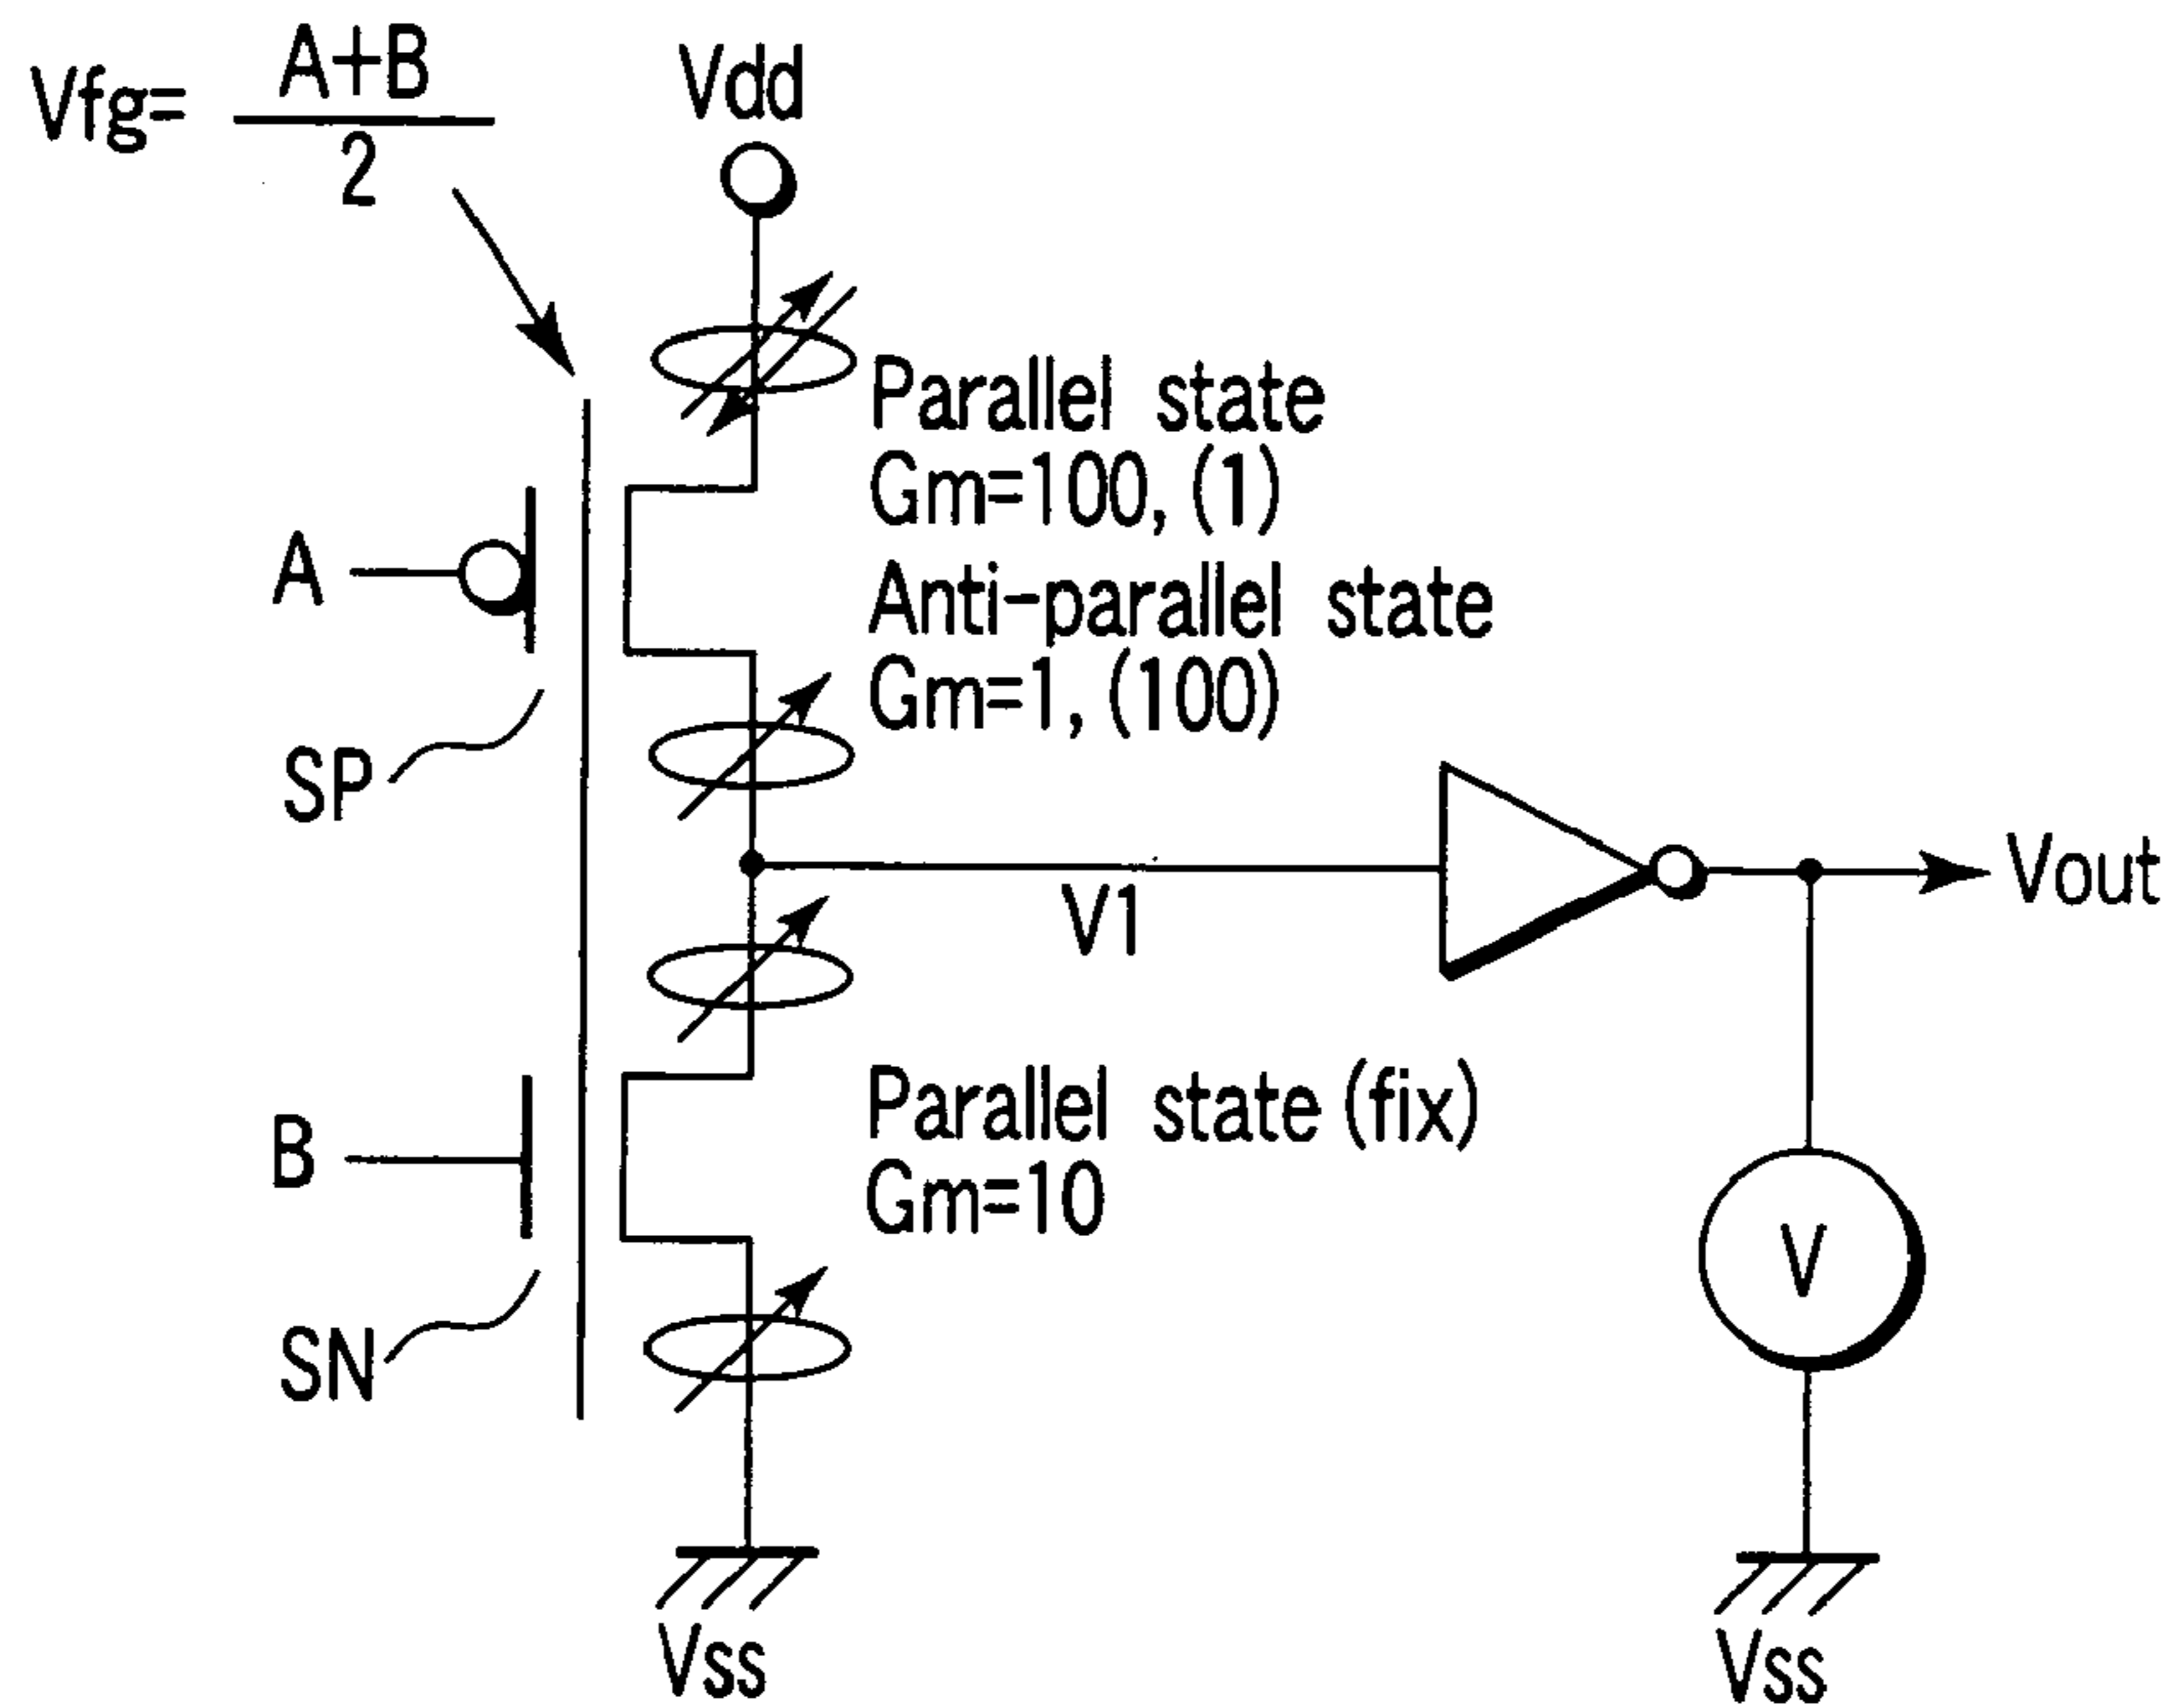 Vfg= A+B
2
Vdd
Parallel state
Gm=100, (1)
Anti-parallel state
Gm=1, (100)
A
SP
V1
Vout
B
SN
Parallel state (fix)
Gm=10
V
Vss
Vss